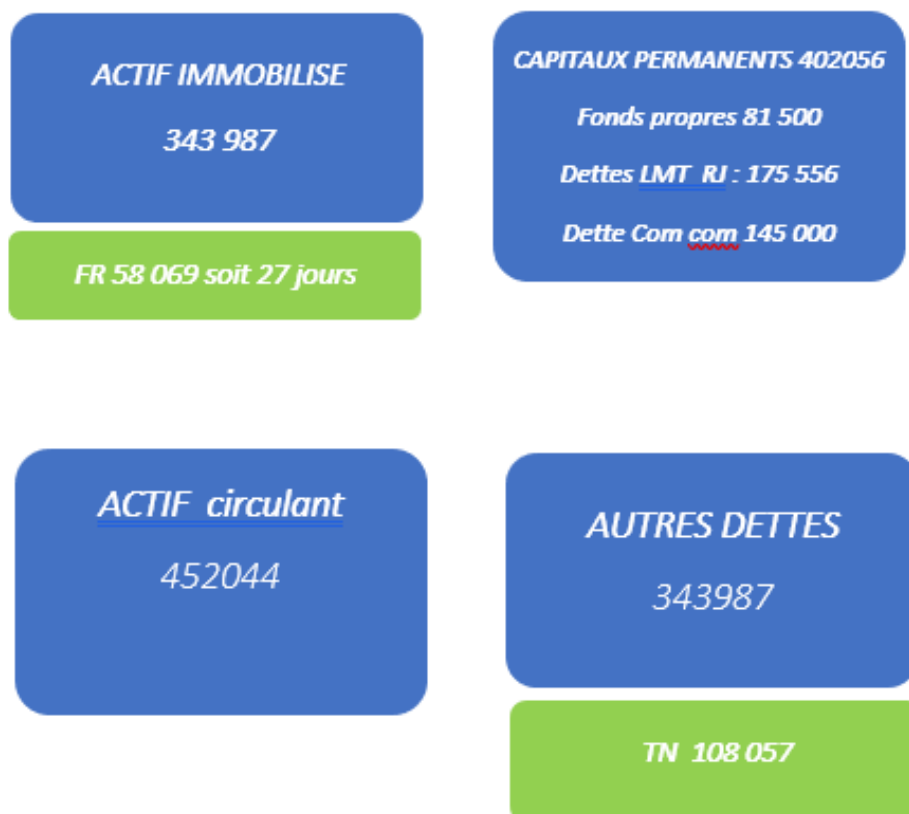 ACTIF IMMOBILISE
343 987
FR 58 069 soit 27 jours
CAPITAUX PERMANENTS 402056
Fonds propres 81 500
Dettes LMT RJ : 175 556
Dette Com com 145 000
ACTIF circulant
452044
AUTRES DETTES
343987
TN 108 057